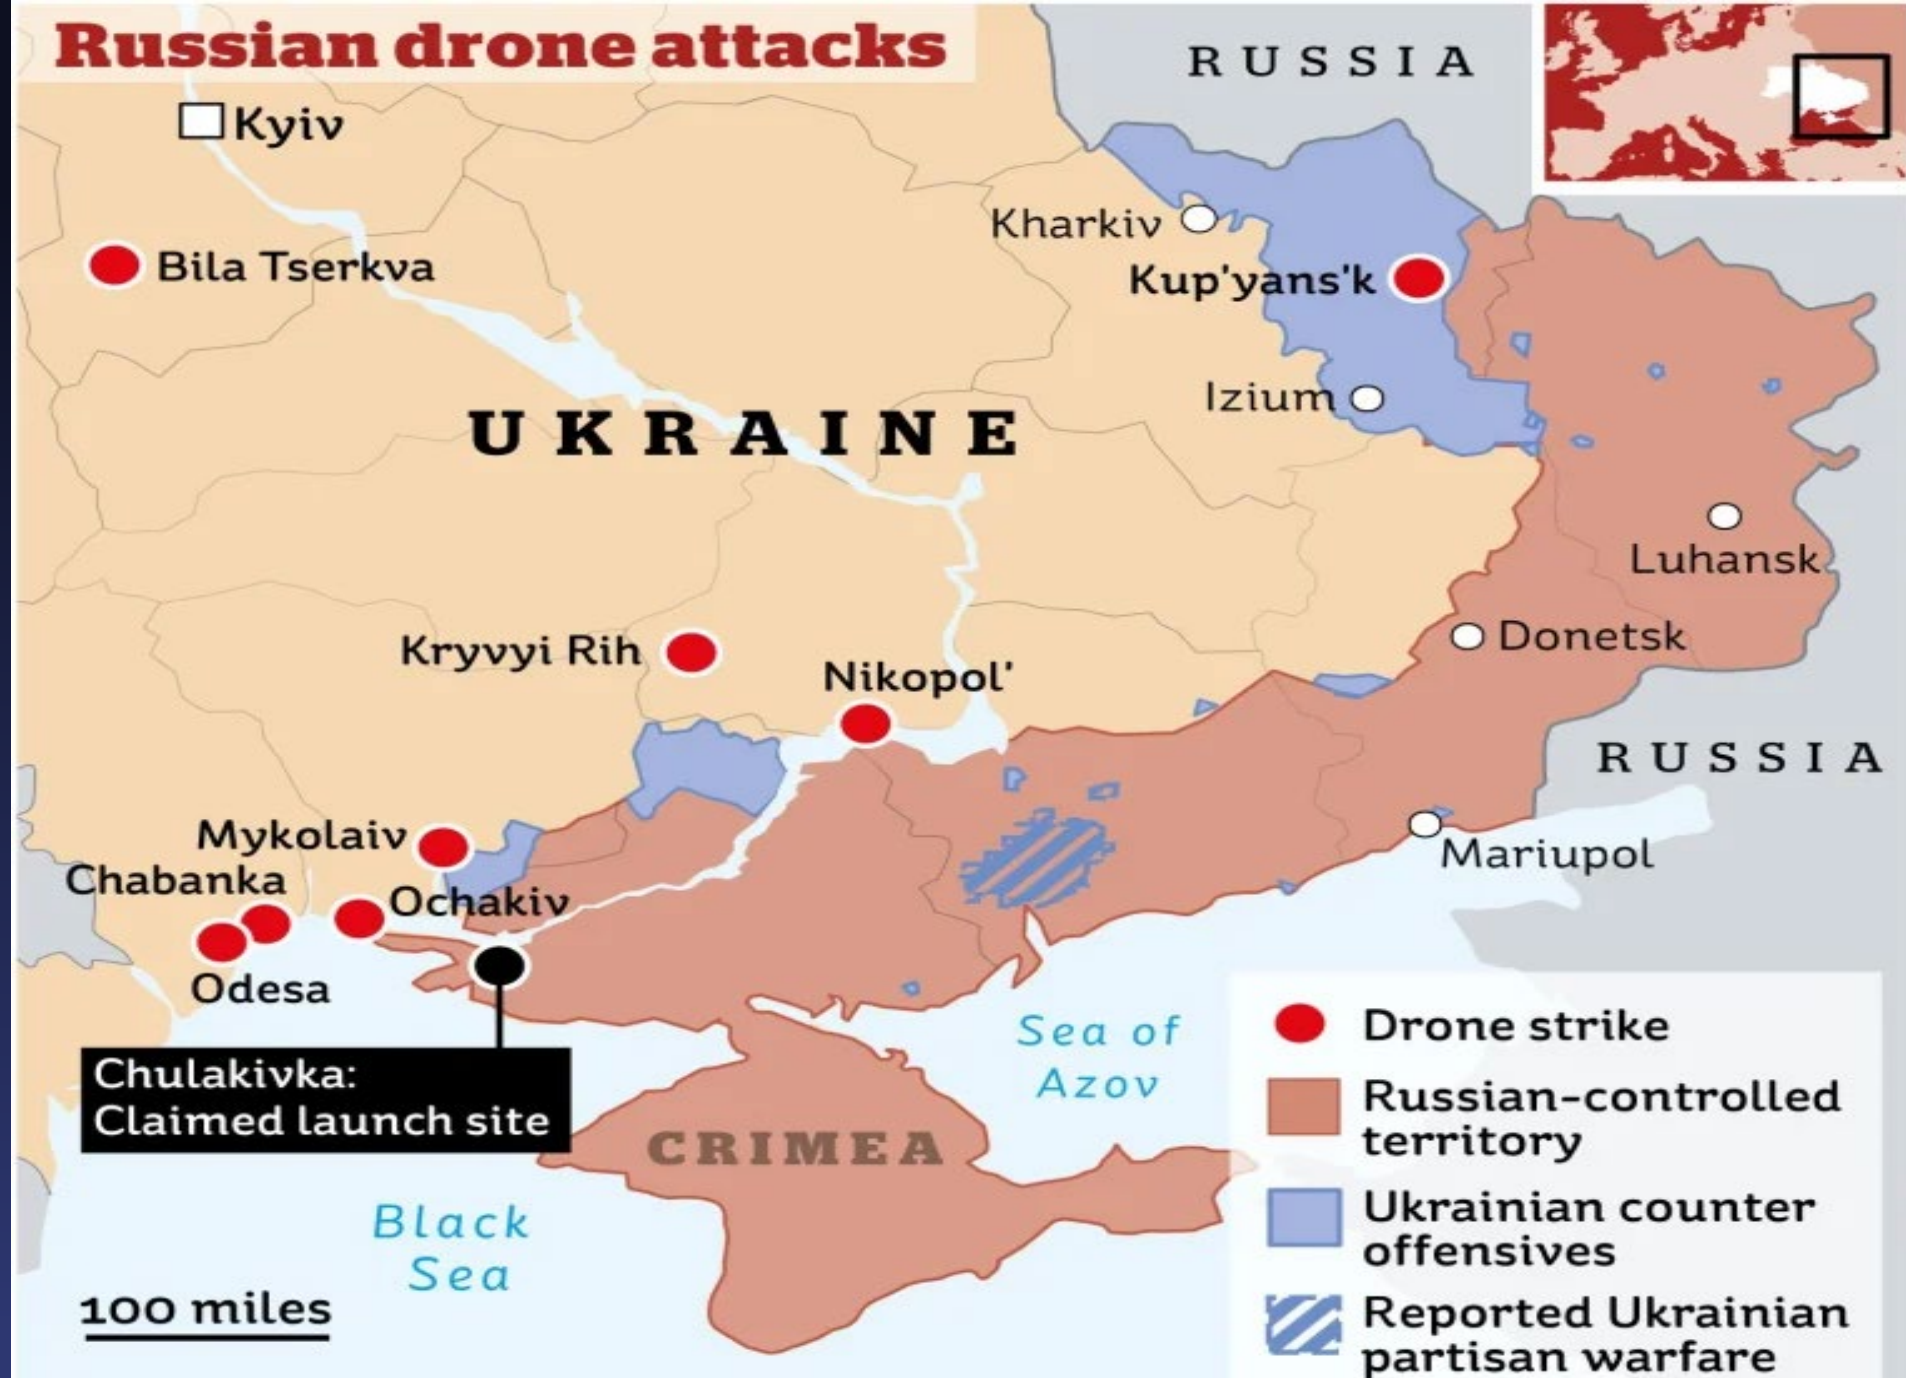 Russian drone attacks
RUSSIA
Kyiv
Kharkiv
Bila Tserkva
Kup'yans'k
Izium
UKRAINE
Luhansk
Donetsk
Kryvyi Rih
Nikopol'
RUSSIA
Mykolaiv
Mariupol
Chabanka
Ochakiv
Odesa
Chulakivka:
Claimed launch site
Sea of
Azov
CRIMEA
Black
Sea
100 miles
Drone strike
Russian-controlled
territory
Ukrainian counter
offensives
Reported Ukrainian
partisan warfare